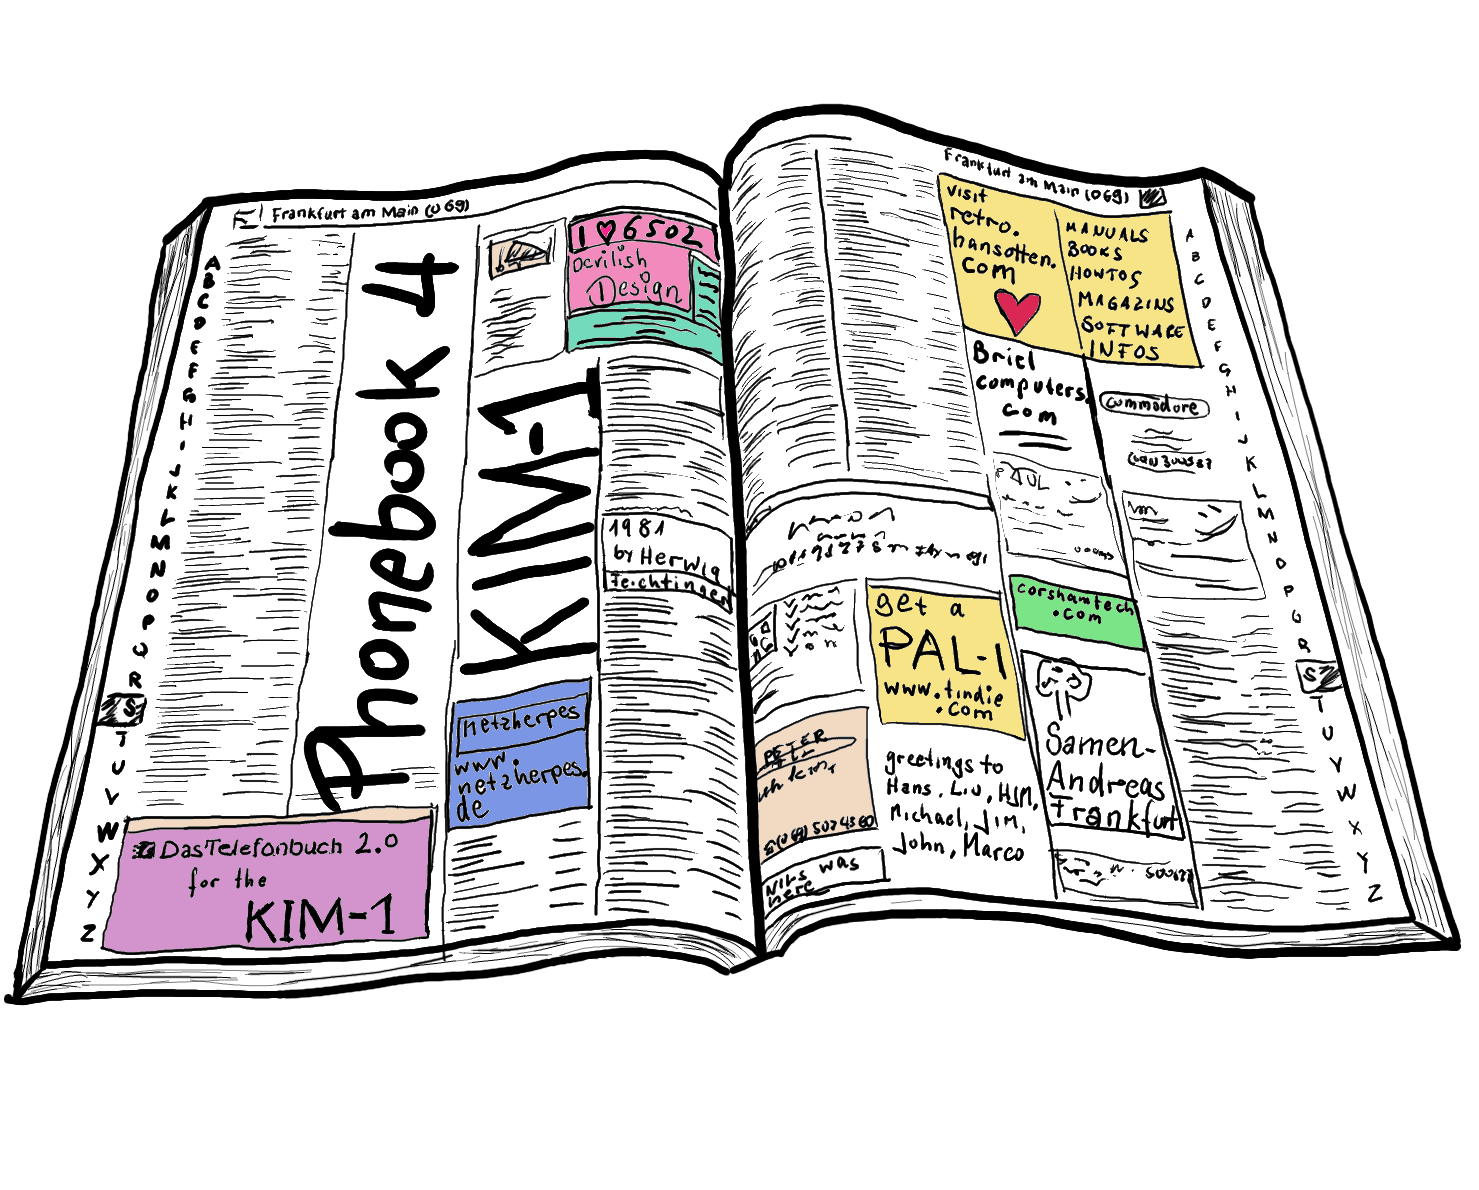 Frankfurt am Main (069)
A
B
C
D
E
F
G
H
I
J
K
L
M
N
O
P
Q
R
S
T
U
V
W
X
Y
Z
Phonebook 4
KIM-1
I ♥ 6502
Devilish
Design
1981
by Herwig
Feichtinger
netzherpes
www.
netzherpes.
de
DasTelefonbuch 2.0
for the
KIM-1
Frankfurt am Main (069)
visit
retro.
hansotten.
com
MANUALS
BOOKS
HOWTOS
MAGAZINS
SOFTWARE
INFOS
Briel
computers.
com
commodore
corshamtech
.com
get a
PAL-1
www.tindie
.com
Samen-
Andreas
Frankfurt
greetings to
Hans, Liu, HJM,
Michael, Jim,
John, Marco
PETER
(069) 5074360
Nils was
here
A
B
C
D
E
F
G
H
I
J
K
L
M
N
O
P
Q
R
S
T
U
V
W
X
Y
Z